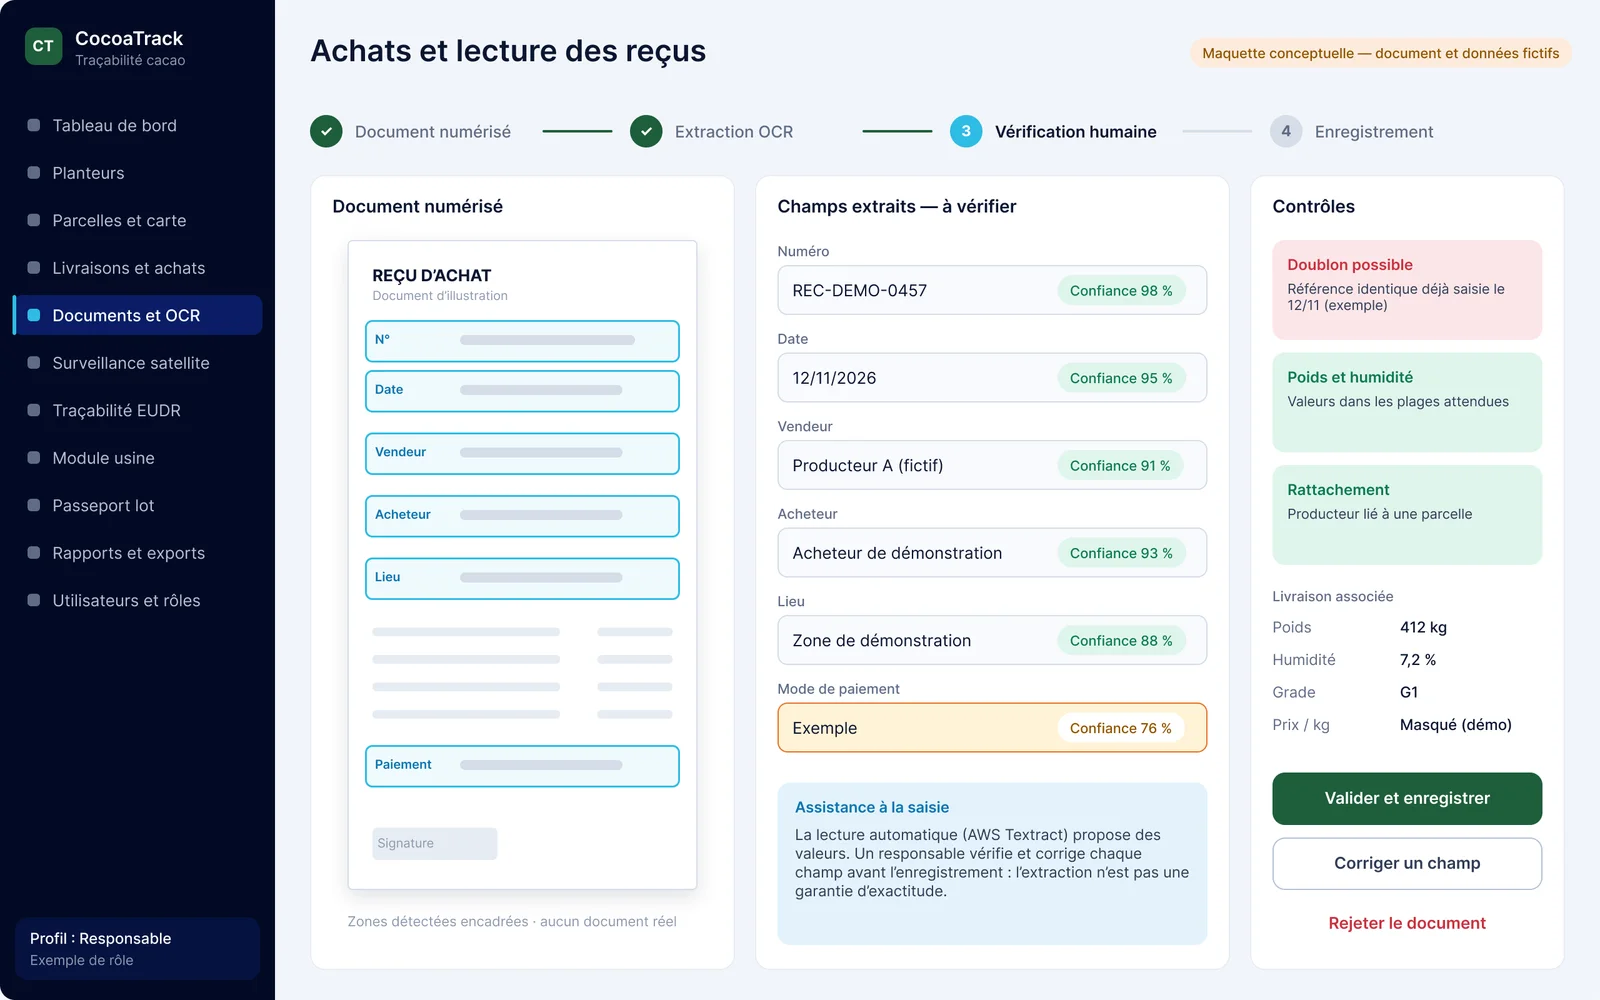 CT
CocoaTrack
Traçabilité cacao
Tableau de bord
Planteurs
Parcelles et carte
Livraisons et achats
Documents et OCR
Surveillance satellite
Traçabilité EUDR
Module usine
Passeport lot
Rapports et exports
Utilisateurs et rôles
Profil : Responsable
Exemple de rôle
Achats et lecture des reçus
Maquette conceptuelle — document et données fictifs
Document numérisé
Extraction OCR
3
Vérification humaine
4
Enregistrement
Document numérisé
REÇU D’ACHAT
Document d’illustration
N°
Date
Vendeur
Acheteur
Lieu
Paiement
Signature
Zones détectées encadrées · aucun document réel
Champs extraits — à vérifier
Numéro
REC-DEMO-0457
Confiance 98 %
Date
12/11/2026
Confiance 95 %
Vendeur
Producteur A (fictif)
Confiance 91 %
Acheteur
Acheteur de démonstration
Confiance 93 %
Lieu
Zone de démonstration
Confiance 88 %
Mode de paiement
Exemple
Confiance 76 %
Assistance à la saisie
La lecture automatique (AWS Textract) propose des
valeurs. Un responsable vérifie et corrige chaque
champ avant l’enregistrement : l’extraction n’est pas une
garantie d’exactitude.
Contrôles
Doublon possible
Référence identique déjà saisie le
12/11 (exemple)
Poids et humidité
Valeurs dans les plages attendues
Rattachement
Producteur lié à une parcelle
Livraison associée
Poids 412 kg
Humidité 7,2 %
Grade G1
Prix / kg Masqué (démo)
Valider et enregistrer
Corriger un champ
Rejeter le document